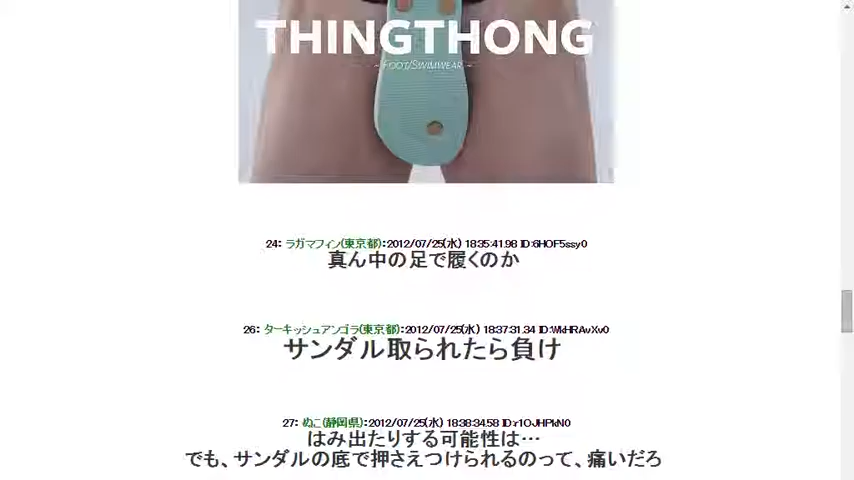 THINGTHONG
- FOOT/SWIMWEAR -
24: ラガマフィン(東京都):2012/07/25(水) 18:35:41.98 ID:6HOF5ssy0
真ん中の足で履くのか
26: ターキッシュアンゴラ(東京都):2012/07/25(水) 18:37:31.34 ID:WkHRAvXv0
サンダル取られたら負け
27: ぬこ(静岡県):2012/07/25(水) 18:38:34.58 ID:r1OJHPkN0
はみ出たりする可能性は…
でも、サンダルの底で押さえつけられるのって、痛いだろ